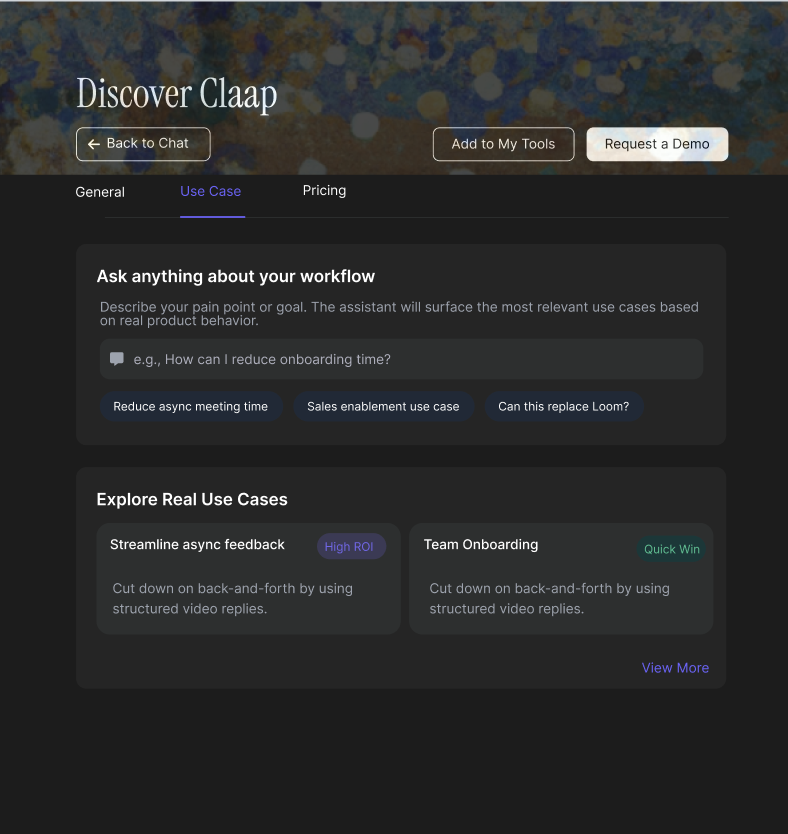 Discover Claap
← Back to Chat
Add to My Tools
Request a Demo
General
Use Case
Pricing
Ask anything about your workflow
Describe your pain point or goal. The assistant will surface the most relevant use cases based
on real product behavior.
e.g., How can I reduce onboarding time?
Reduce async meeting time
Sales enablement use case
Can this replace Loom?
Explore Real Use Cases
Streamline async feedback
High ROI
Cut down on back-and-forth by using
structured video replies.
Team Onboarding
Quick Win
Cut down on back-and-forth by using
structured video replies.
View More